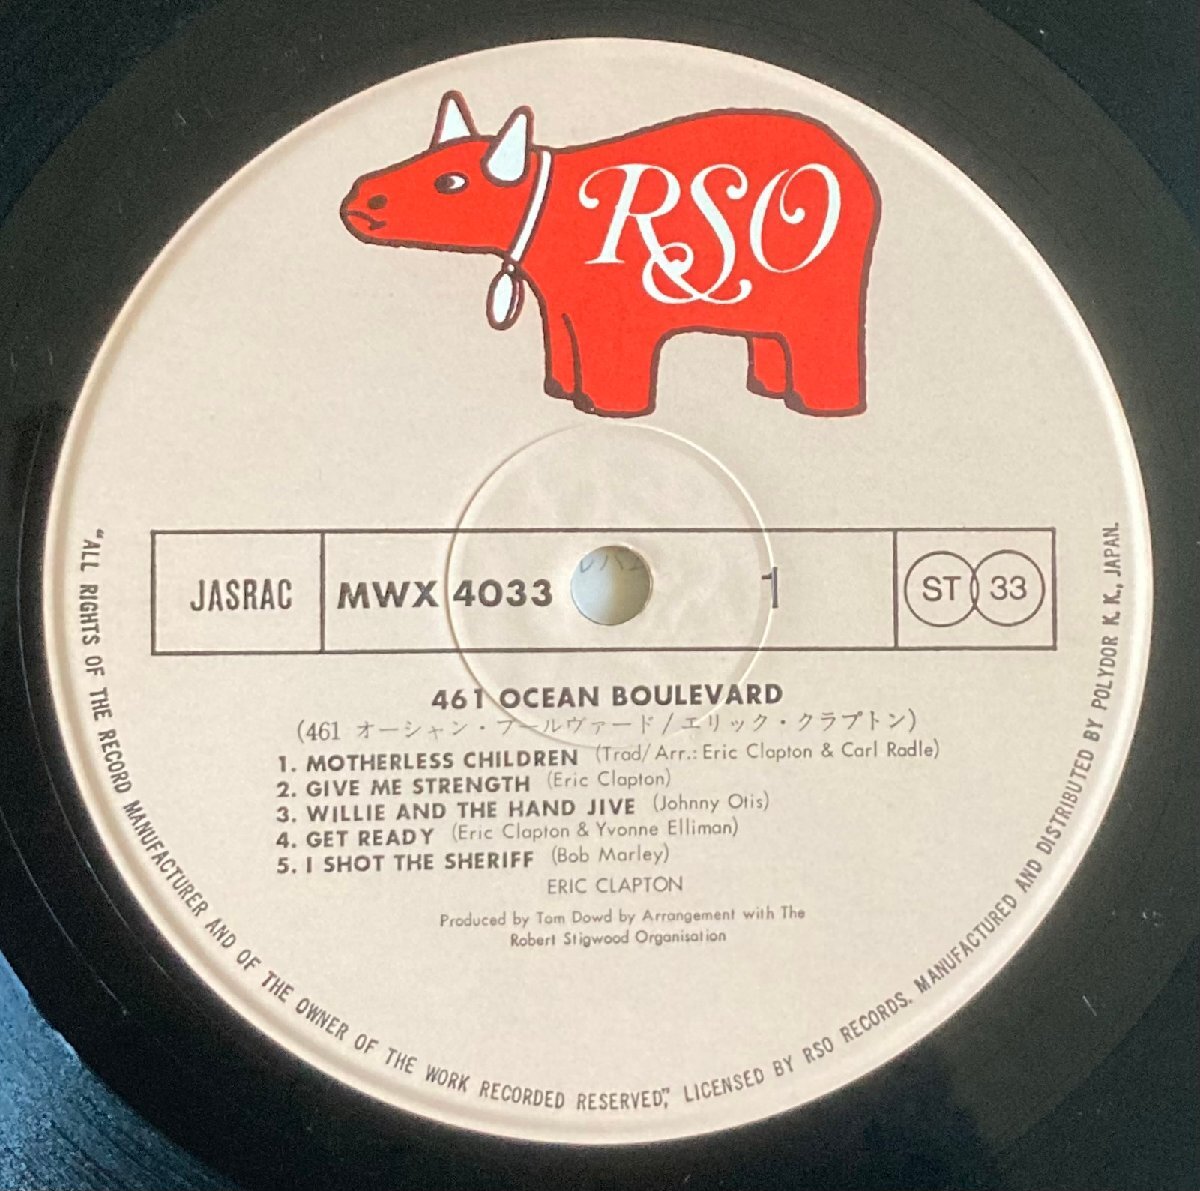 RSO
JASRAC
MWX 4033
1
ST 33
461 OCEAN BOULEVARD
(461 オーシャン・ブールヴァード/エリック・クラプトン)
1. MOTHERLESS CHILDREN (Trad/Arr.: Eric Clapton & Carl Radle)
2. GIVE ME STRENGTH (Eric Clapton)
3. WILLIE AND THE HAND JIVE (Johnny Otis)
4. GET READY (Eric Clapton & Yvonne Elliman)
5. I SHOT THE SHERIFF (Bob Marley)
ERIC CLAPTON
Produced by Tom Dowd by Arrangement with The
Robert Stigwood Organisation
"ALL RIGHTS OF THE RECORD MANUFACTURER AND OF THE OWNER OF THE WORK RECORDED RESERVED," LICENSED BY RSO RECORDS. MANUFACTURED AND DISTRIBUTED BY POLYDOR K.K., JAPAN.